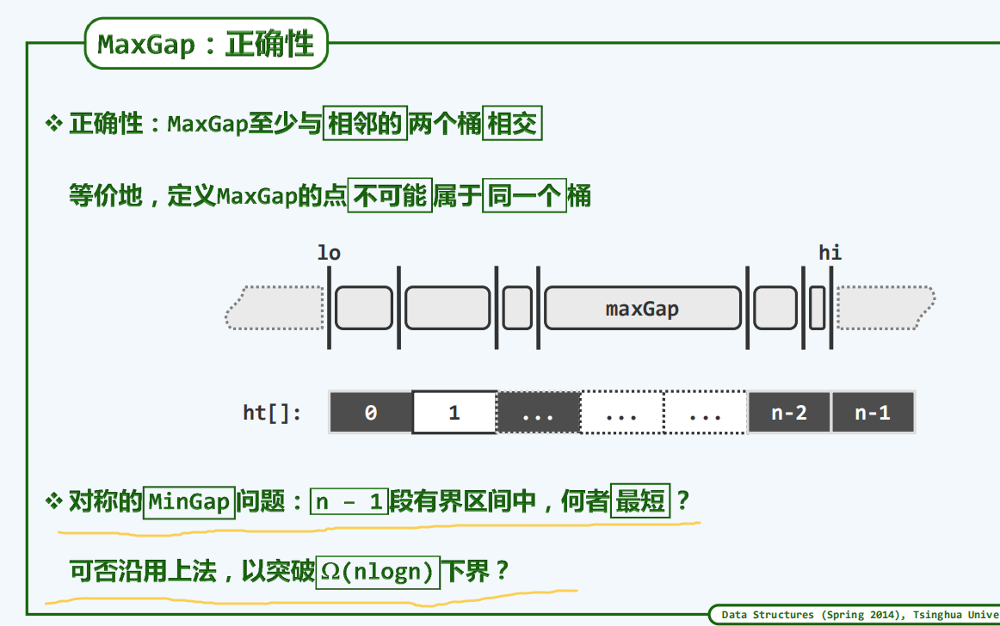 MaxGap：正确性
❖ 正确性：MaxGap至少与相邻的两个桶相交
等价地，定义MaxGap的点不可能属于同一个桶
lo hi
maxGap
ht[]: 0 1 ... ... ... n-2 n-1
❖ 对称的MinGap问题：n - 1段有界区间中，何者最短？
可否沿用上法，以突破Ω(nlogn)下界？
Data Structures (Spring 2014), Tsinghua Unive